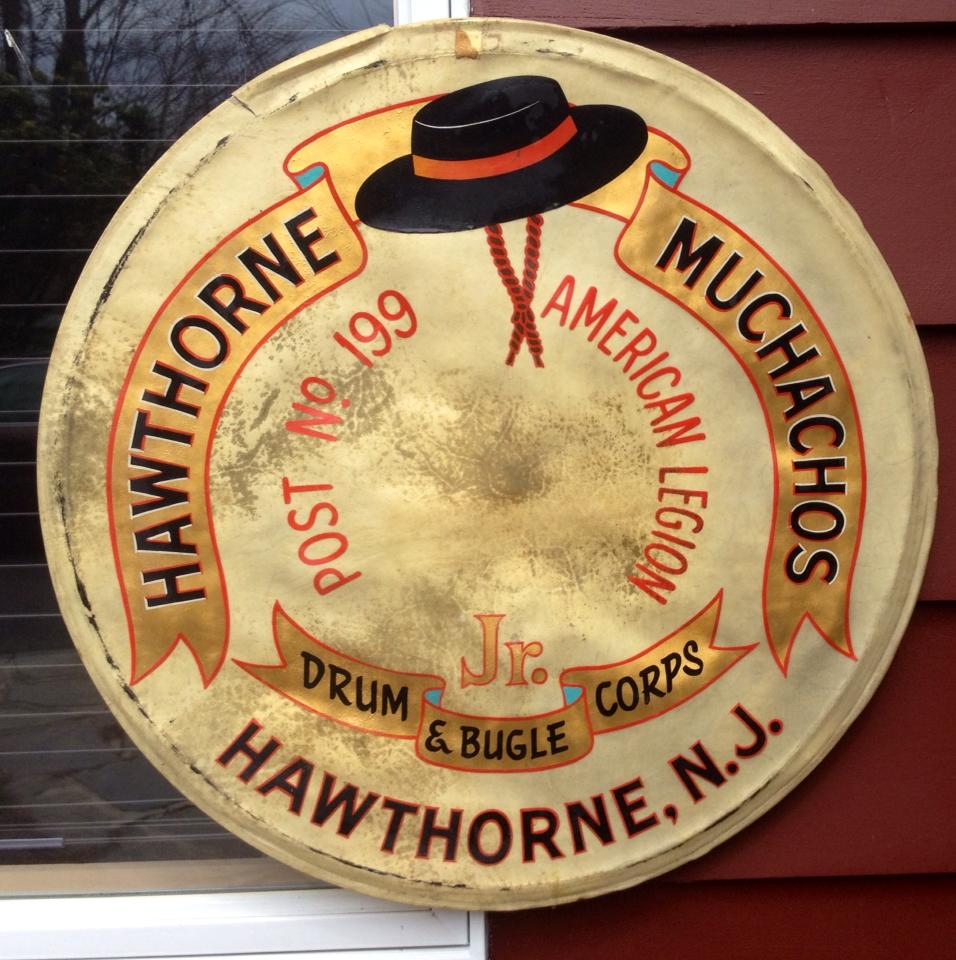 HAWTHORNE
MUCHACHOS
POST No. 199
AMERICAN LEGION
Jr.
DRUM & BUGLE CORPS
HAWTHORNE, N.J.